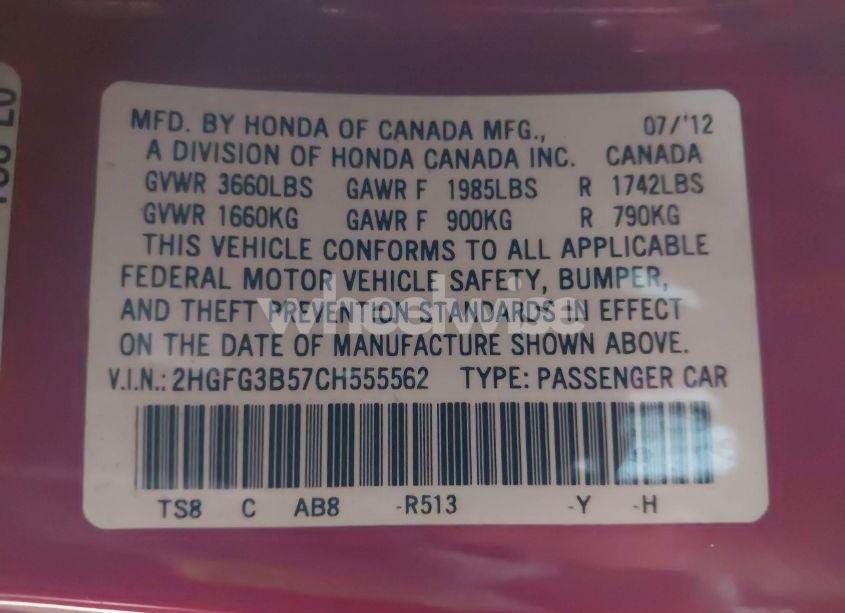 MFD. BY HONDA OF CANADA MFG., 07/'12
A DIVISION OF HONDA CANADA INC. CANADA
GVWR 3660LBS GAWR F 1985LBS R 1742LBS
GVWR 1660KG GAWR F 900KG R 790KG
THIS VEHICLE CONFORMS TO ALL APPLICABLE
FEDERAL MOTOR VEHICLE SAFETY, BUMPER,
AND THEFT PREVENTION STANDARDS IN EFFECT
wheelwise
ON THE DATE OF MANUFACTURE SHOWN ABOVE.
V.I.N.: 2HGFG3B57CH555562 TYPE: PASSENGER CAR
TS8 C AB8 -R513 -Y -H